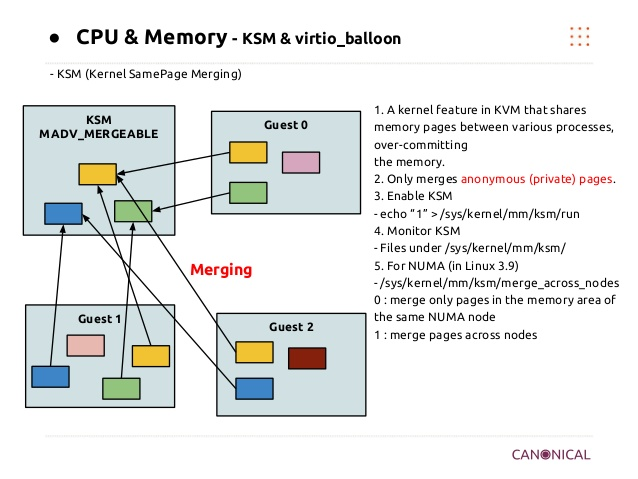 ● CPU & Memory - KSM & virtio_balloon
- KSM (Kernel SamePage Merging)
KSM
MADV_MERGEABLE
Guest 0
Merging
Guest 1
Guest 2
1. A kernel feature in KVM that shares
memory pages between various processes,
over-committing
the memory.
2. Only merges anonymous (private) pages.
3. Enable KSM
- echo “1” > /sys/kernel/mm/ksm/run
4. Monitor KSM
- Files under /sys/kernel/mm/ksm/
5. For NUMA (in Linux 3.9)
- /sys/kernel/mm/ksm/merge_across_nodes
0 : merge only pages in the memory area of
the same NUMA node
1 : merge pages across nodes
CANONICAL